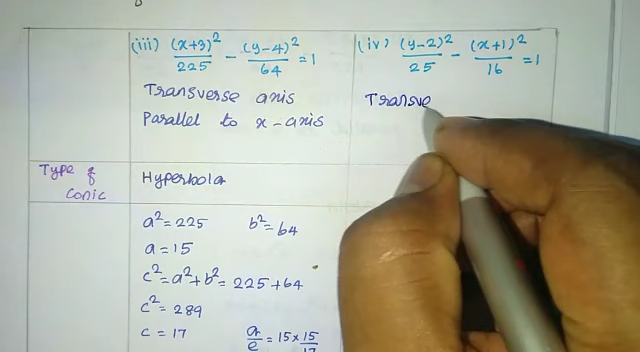 (iii) (x+3)²/225 - (y-4)²/64 = 1
(iv) (y-2)²/25 - (x+1)²/16 = 1
Transverse axis
Parallel to x-axis
Transve
Type of
Conic
Hyperbola
a² = 225 b² = 64
a = 15
c² = a² + b² = 225 + 64
c² = 289
c = 17 a/e = 15 × 15/17